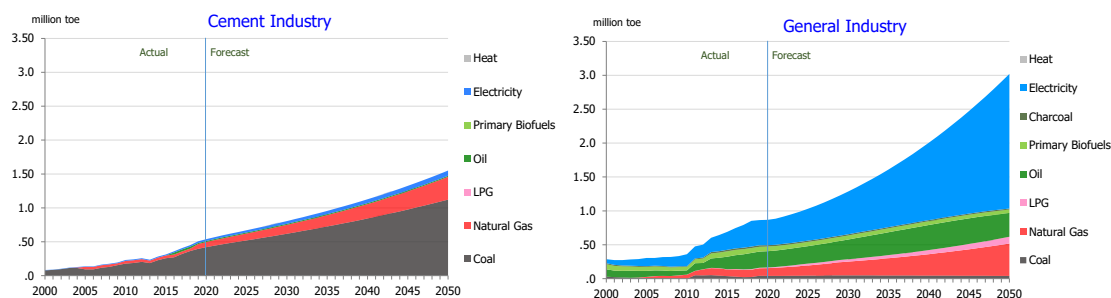 million toe
Cement Industry
3.50
3.00
2.50
2.00
1.50
1.00
.50
.0
Actual
Forecast
2000 2005 2010 2015 2020 2025 2030 2035 2040 2045 2050
Heat
Electricity
Primary Biofuels
Oil
LPG
Natural Gas
Coal
million toe
General Industry
3.50
3.0
2.50
2.0
1.50
1.0
.50
.0
Actual
Forecast
2000 2005 2010 2015 2020 2025 2030 2035 2040 2045 2050
Heat
Electricity
Charcoal
Primary Biofuels
Oil
LPG
Natural Gas
Coal